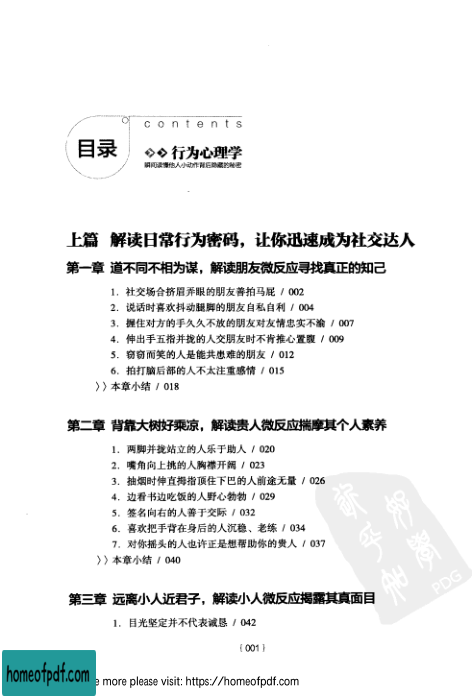 contents
目录
行为心理学
瞬间读懂他人小动作背后隐藏的秘密
上篇 解读日常行为密码，让你迅速成为社交达人
第一章 道不同不相为谋，解读朋友微反应寻找真正的知己
1. 社交场合挤眉弄眼的朋友善拍马屁 / 002
2. 说话时喜欢抖动腿脚的朋友自私自利 / 004
3. 握住对方的手久久不放的朋友对友情忠实不渝 / 007
4. 伸出手五指并拢的人交朋友时不肯推心置腹 / 009
5. 窃窃而笑的人是能共患难的朋友 / 012
6. 拍打脑后部的人不太注重感情 / 015
》本章小结 / 018
第二章 背靠大树好乘凉，解读贵人微反应揣摩其个人素养
1. 两脚并拢站立的人乐于助人 / 020
2. 嘴角向上挑的人胸襟开阔 / 023
3. 抽烟时伸直拇指顶住下巴的人前途无量 / 026
4. 边看书边吃饭的人野心勃勃 / 029
5. 签名向右的人善于交际 / 032
6. 喜欢把手背在身后的人沉稳、老练 / 034
7. 对你摇头的人也许正是想帮助你的贵人 / 037
》本章小结 / 040
第三章 远离小人近君子，解读小人微反应揭露其真面目
1. 目光坚定并不代表诚恳 / 042
{ 001 }
PDG
homeofpdf.com
e more please visit: https://homeofpdf.com